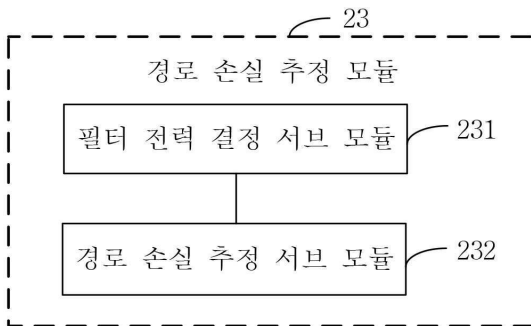 23
경로 손실 추정 모듈
필터 전력 결정 서브 모듈
231
경로 손실 추정 서브 모듈
232